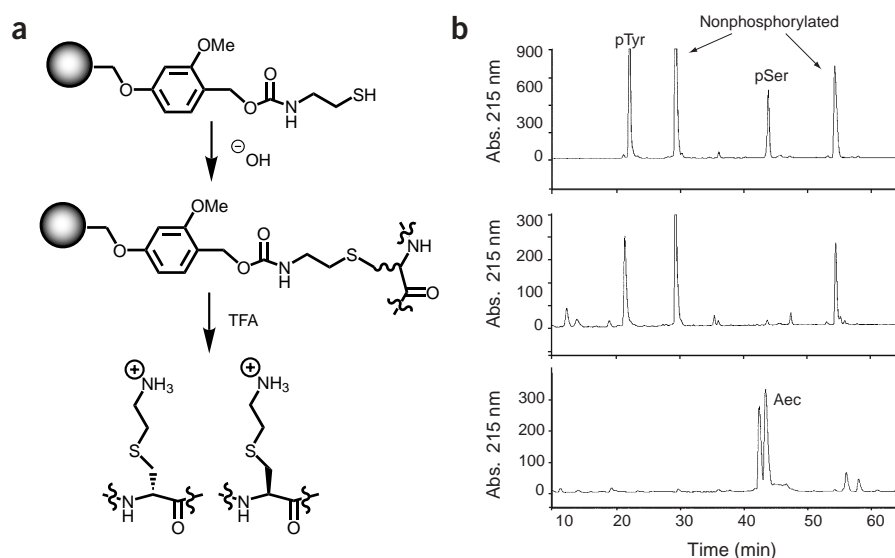 a
OMe
O
O
O
N
H
SH
⊖
OH
OMe
O
O
O
N
H
S
NH
O
TFA
⊕
NH3
⊕
NH3
S
S
N
H
O
N
H
O
b
Nonphosphorylated
pTyr
pSer
Abs. 215 nm
900
600
300
0
Abs. 215 nm
300
200
100
0
Aec
Abs. 215 nm
300
200
100
0
10 20 30 40 50 60
Time (min)